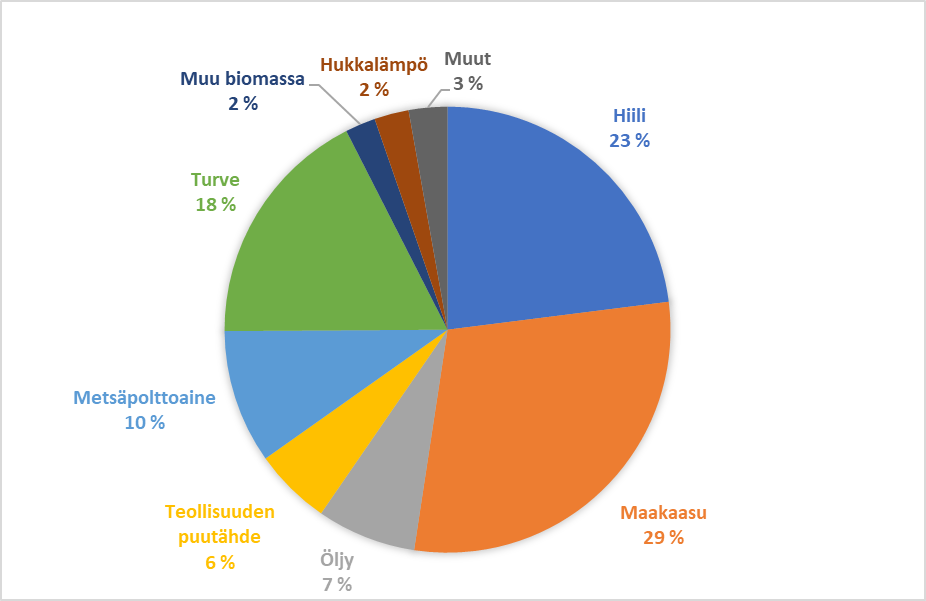 Hiili
23 %
Maakaasu
29 %
Öljy
7 %
Teollisuuden
puutähde
6 %
Metsäpolttoaine
10 %
Turve
18 %
Muu biomassa
2 %
Hukkalämpö
2 %
Muut
3 %